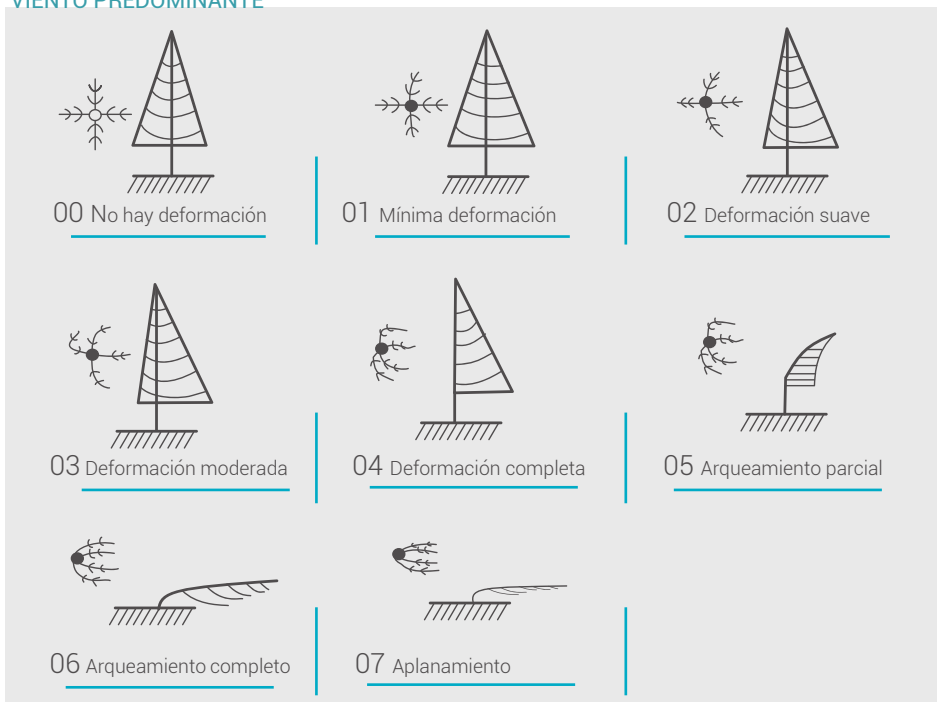 VIENTO PREDOMINANTE
00 No hay deformación
01 Mínima deformación
02 Deformación suave
03 Deformación moderada
04 Deformación completa
05 Arqueamiento parcial
06 Arqueamiento completo
07 Aplanamiento